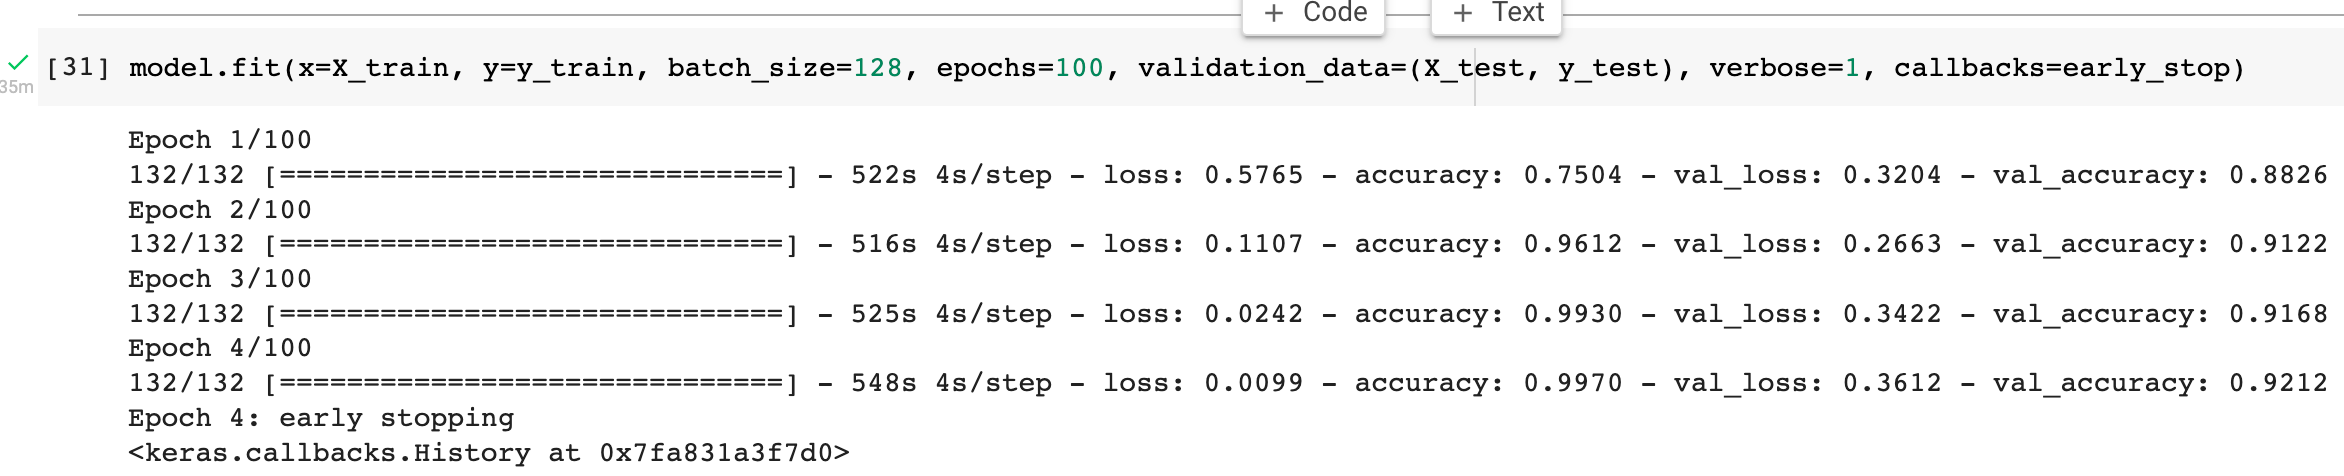 + Code + Text
[31] model.fit(x=X_train, y=y_train, batch_size=128, epochs=100, validation_data=(X_test, y_test), verbose=1, callbacks=early_stop)
35m
Epoch 1/100
132/132 [==============================] - 522s 4s/step - loss: 0.5765 - accuracy: 0.7504 - val_loss: 0.3204 - val_accuracy: 0.8826
Epoch 2/100
132/132 [==============================] - 516s 4s/step - loss: 0.1107 - accuracy: 0.9612 - val_loss: 0.2663 - val_accuracy: 0.9122
Epoch 3/100
132/132 [==============================] - 525s 4s/step - loss: 0.0242 - accuracy: 0.9930 - val_loss: 0.3422 - val_accuracy: 0.9168
Epoch 4/100
132/132 [==============================] - 548s 4s/step - loss: 0.0099 - accuracy: 0.9970 - val_loss: 0.3612 - val_accuracy: 0.9212
Epoch 4: early stopping
<keras.callbacks.History at 0x7fa831a3f7d0>